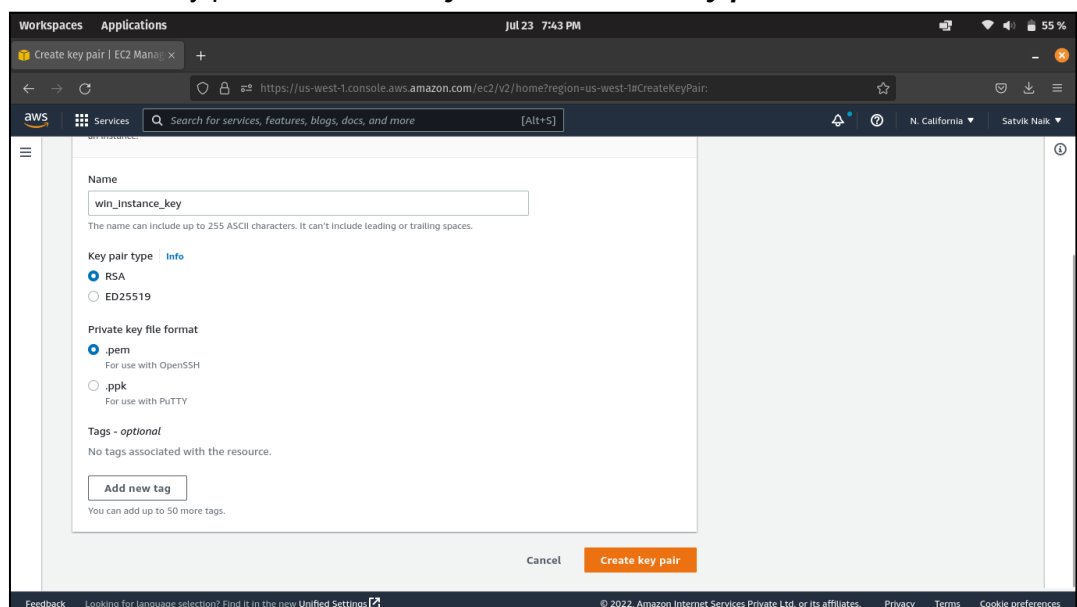 Workspaces Applications Jul 23 7:43 PM 55 %
Create key pair | EC2 Manag
https://us-west-1.console.aws.amazon.com/ec2/v2/home?region=us-west-1#CreateKeyPair:
aws Services Search for services, features, blogs, docs, and more [Alt+S] N. California Satvik Naik
an instance.
Name
win_instance_key
The name can include up to 255 ASCII characters. It can't include leading or trailing spaces.
Key pair type Info
RSA
ED25519
Private key file format
.pem
For use with OpenSSH
.ppk
For use with PuTTY
Tags - optional
No tags associated with the resource.
Add new tag
You can add up to 50 more tags.
Cancel Create key pair
Feedback Looking for language selection? Find it in the new Unified Settings © 2022, Amazon Internet Services Private Ltd. or its affiliates. Privacy Terms Cookie preferences